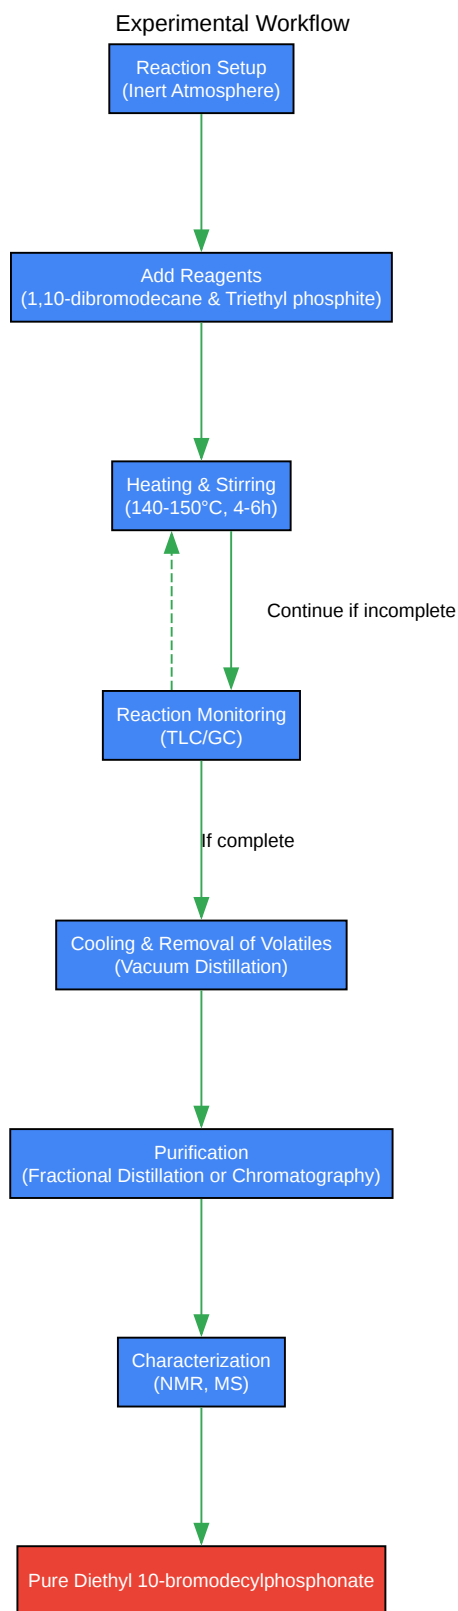 Experimental Workflow
Reaction Setup
(Inert Atmosphere)
Add Reagents
(1,10-dibromodecane & Triethyl phosphite)
Heating & Stirring
(140-150°C, 4-6h)
Continue if incomplete
Reaction Monitoring
(TLC/GC)
If complete
Cooling & Removal of Volatiles
(Vacuum Distillation)
Purification
(Fractional Distillation or Chromatography)
Characterization
(NMR, MS)
Pure Diethyl 10-bromodecylphosphonate